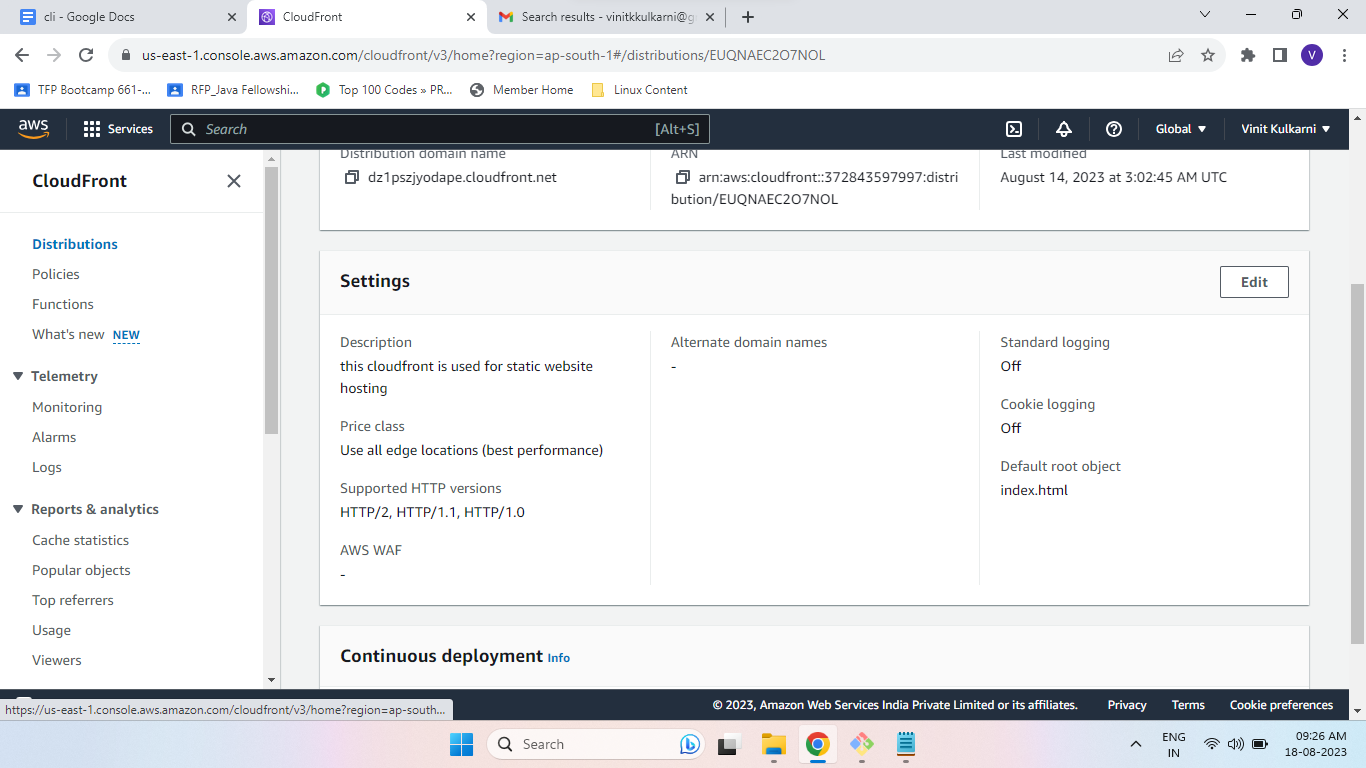 cli - Google Docs
CloudFront
Search results - vinitkkulkarni@g
us-east-1.console.aws.amazon.com/cloudfront/v3/home?region=ap-south-1#/distributions/EUQNAEC2O7NOL
V
TFP Bootcamp 661-...
RFP_Java Fellowshi...
Top 100 Codes » PR...
Member Home
Linux Content
aws
Services
Search
[Alt+S]
Global
Vinit Kulkarni
CloudFront
Distributions
Policies
Functions
What's new NEW
Telemetry
Monitoring
Alarms
Logs
Reports & analytics
Cache statistics
Popular objects
Top referrers
Usage
Viewers
Distribution domain name
dz1pszjyodape.cloudfront.net
ARN
arn:aws:cloudfront::372843597997:distri
bution/EUQNAEC2O7NOL
Last modified
August 14, 2023 at 3:02:45 AM UTC
Settings
Edit
Description
this cloudfront is used for static website
hosting
Price class
Use all edge locations (best performance)
Supported HTTP versions
HTTP/2, HTTP/1.1, HTTP/1.0
AWS WAF
-
Alternate domain names
-
Standard logging
Off
Cookie logging
Off
Default root object
index.html
Continuous deployment Info
https://us-east-1.console.aws.amazon.com/cloudfront/v3/home?region=ap-south...
© 2023, Amazon Web Services India Private Limited or its affiliates.
Privacy
Terms
Cookie preferences
Search
ENG
IN
09:26 AM
18-08-2023